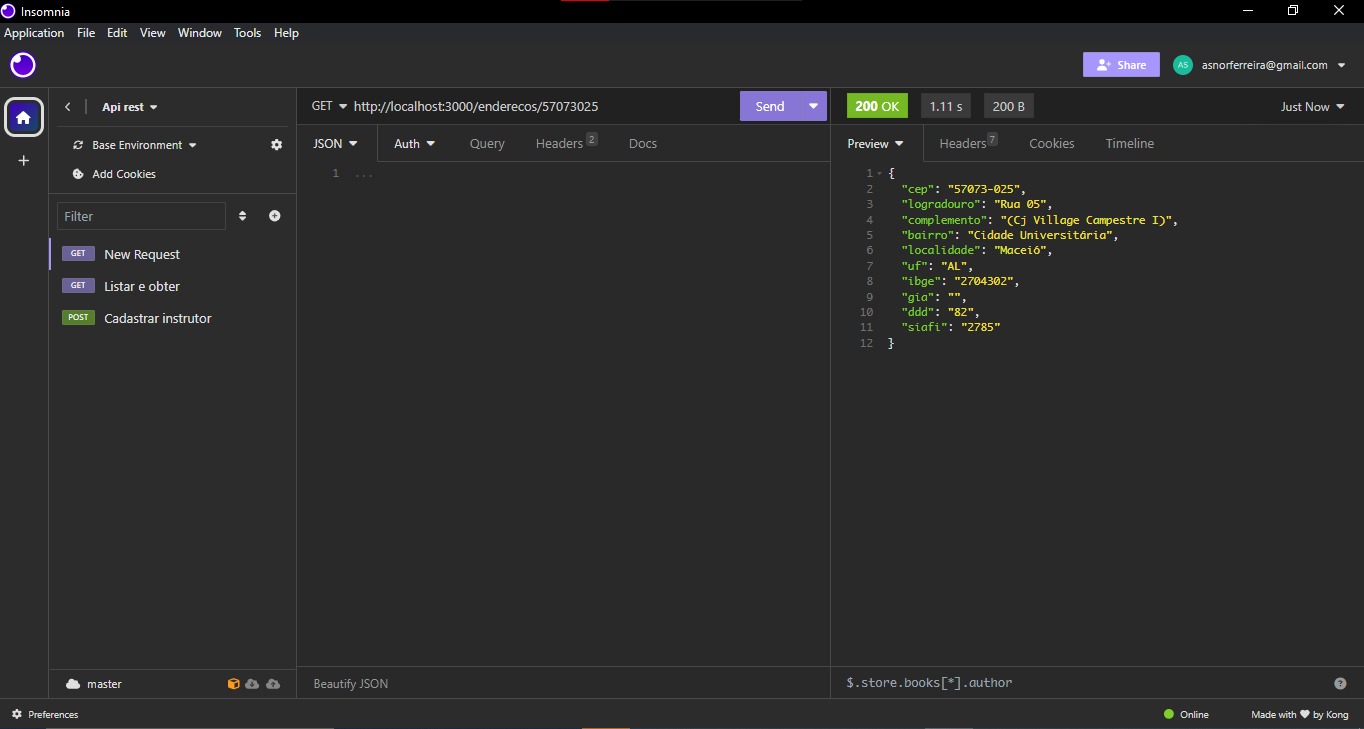 Insomnia
Application File Edit View Window Tools Help
Share AS asnorferreira@gmail.com
Api rest
GET http://localhost:3000/enderecos/57073025 Send
200 OK 1.11 s 200 B Just Now
Base Environment
Add Cookies
JSON Auth Query Headers 2 Docs
Preview Headers 7 Cookies Timeline
Filter
GET New Request
GET Listar e obter
POST Cadastrar instrutor
1 ...
1 {
2 "cep": "57073-025",
3 "logradouro": "Rua 05",
4 "complemento": "(Cj Village Campestre I)",
5 "bairro": "Cidade Universitária",
6 "localidade": "Maceió",
7 "uf": "AL",
8 "ibge": "2704302",
9 "gia": "",
10 "ddd": "82",
11 "siafi": "2785"
12 }
master
Beautify JSON
$.store.books[*].author
Preferences
Online Made with ❤ by Kong